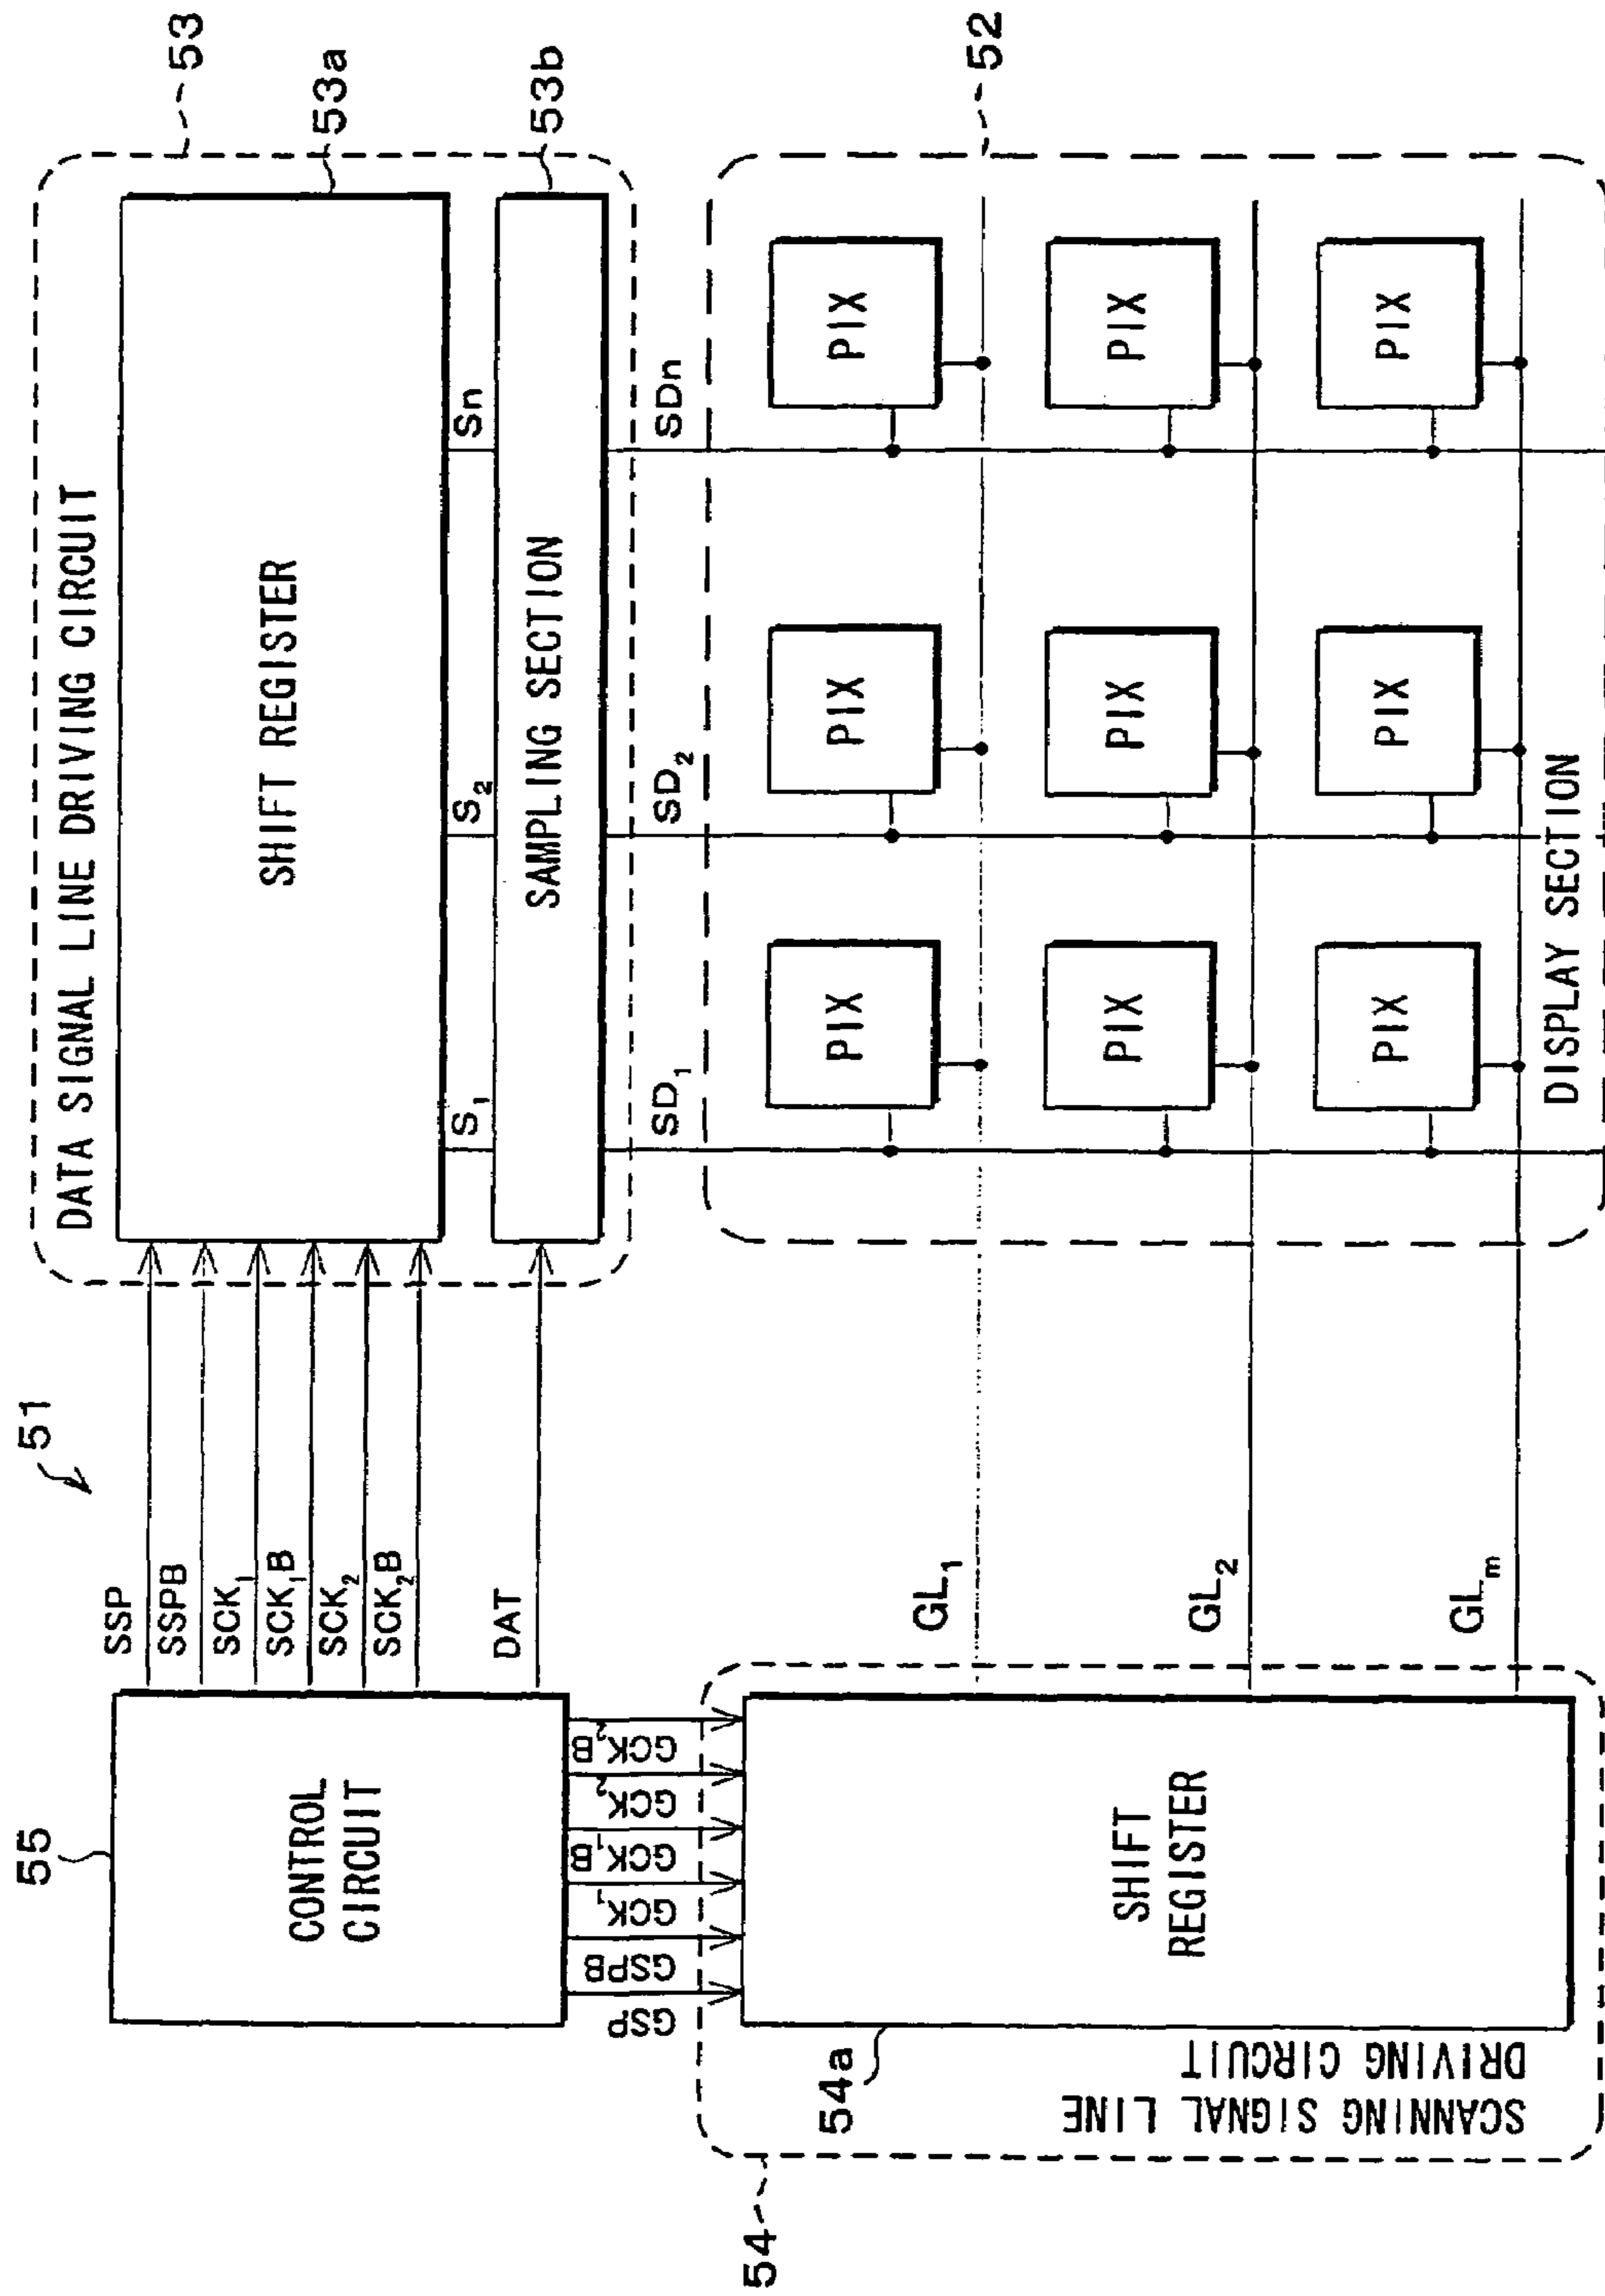 51
55
CONTROL
CIRCUIT
SSP
SSPB
SCK₁
SCK₁B
SCK₂
SCK₂B
DAT
53
DATA SIGNAL LINE DRIVING CIRCUIT
SHIFT REGISTER
53a
S₁
S₂
Sn
SAMPLING SECTION
53b
SD₁
SD₂
SDn
GSP
GSPB
GCK₁
GCK₁B
GCK₂
GCK₂B
54
SCANNING SIGNAL LINE
DRIVING CIRCUIT
54a
SHIFT
REGISTER
GL₁
GL₂
GLm
52
PIX
PIX
PIX
PIX
PIX
PIX
PIX
PIX
PIX
DISPLAY SECTION